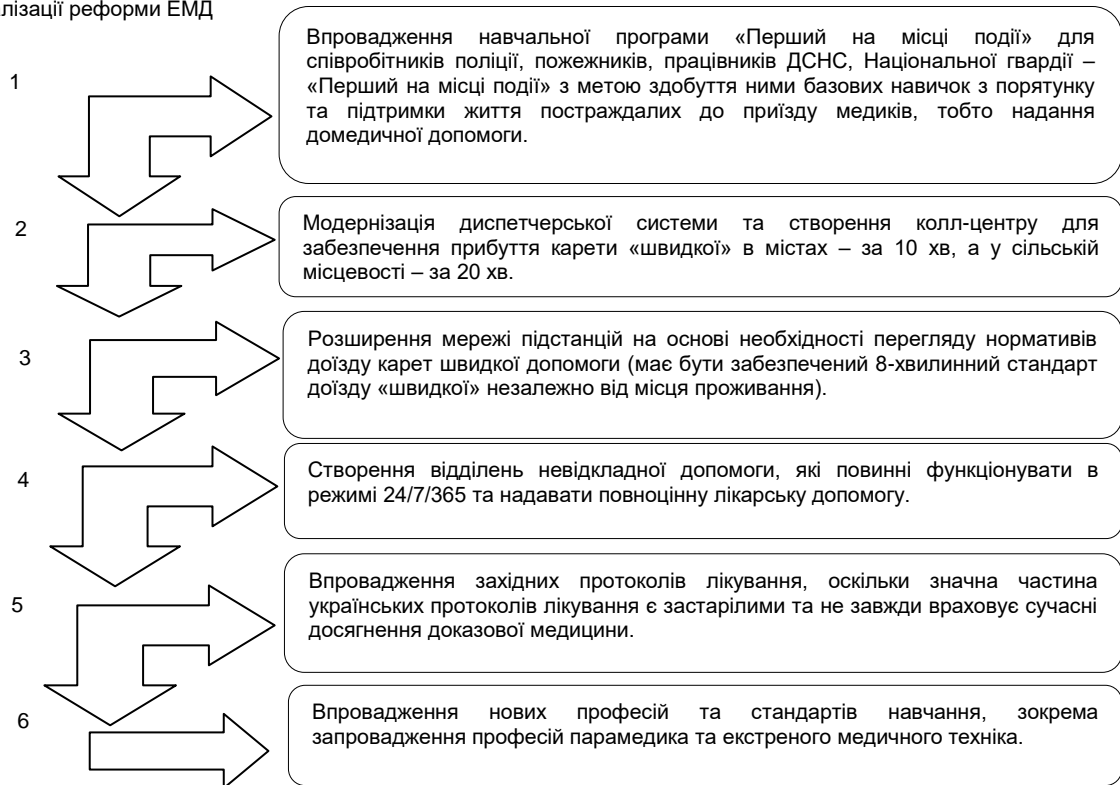 лізації реформи ЕМД
1
Впровадження навчальної програми «Перший на місці події» для
співробітників поліції, пожежників, працівників ДСНС, Національної гвардії –
«Перший на місці події» з метою здобуття ними базових навичок з порятунку
та підтримки життя постраждалих до приїзду медиків, тобто надання
домедичної допомоги.
2
Модернізація диспетчерської системи та створення колл-центру для
забезпечення прибуття карети «швидкої» в містах – за 10 хв, а у сільській
місцевості – за 20 хв.
3
Розширення мережі підстанцій на основі необхідності перегляду нормативів
доїзду карет швидкої допомоги (має бути забезпечений 8-хвилинний стандарт
доїзду «швидкої» незалежно від місця проживання).
4
Створення відділень невідкладної допомоги, які повинні функціонувати в
режимі 24/7/365 та надавати повноцінну лікарську допомогу.
5
Впровадження західних протоколів лікування, оскільки значна частина
українських протоколів лікування є застарілими та не завжди враховує сучасні
досягнення доказової медицини.
6
Впровадження нових професій та стандартів навчання, зокрема
запровадження професій парамедика та екстреного медичного техніка.